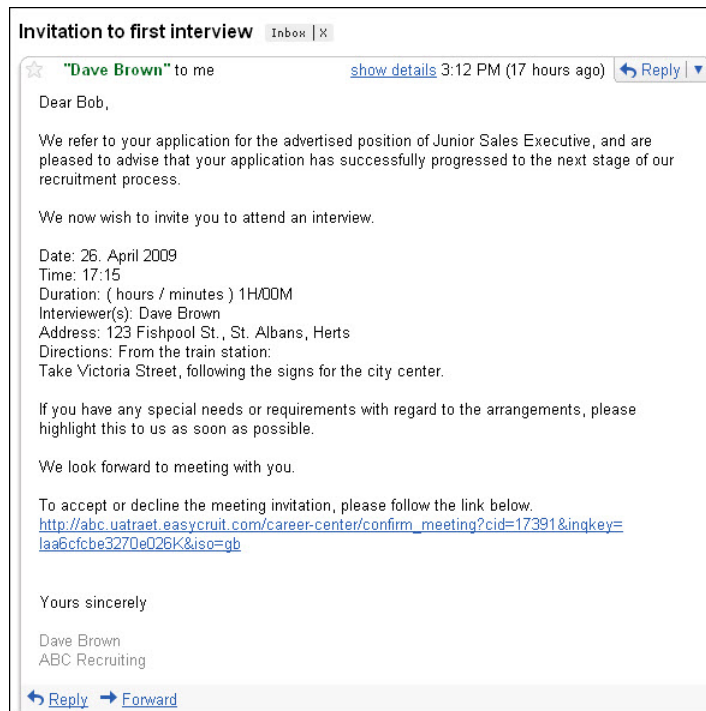 Invitation to first interview Inbox | X
"Dave Brown" to me show details 3:12 PM (17 hours ago) Reply
Dear Bob,
We refer to your application for the advertised position of Junior Sales Executive, and are
pleased to advise that your application has successfully progressed to the next stage of our
recruitment process.
We now wish to invite you to attend an interview.
Date: 26. April 2009
Time: 17:15
Duration: ( hours / minutes ) 1H/00M
Interviewer(s): Dave Brown
Address: 123 Fishpool St., St. Albans, Herts
Directions: From the train station:
Take Victoria Street, following the signs for the city center.
If you have any special needs or requirements with regard to the arrangements, please
highlight this to us as soon as possible.
We look forward to meeting with you.
To accept or decline the meeting invitation, please follow the link below.
http://abc.uatraet.easycruit.com/career-center/confirm_meeting?cid=17391&inqkey=
laa6cfcbe3270e026K&iso=gb
Yours sincerely
Dave Brown
ABC Recruiting
Reply Forward